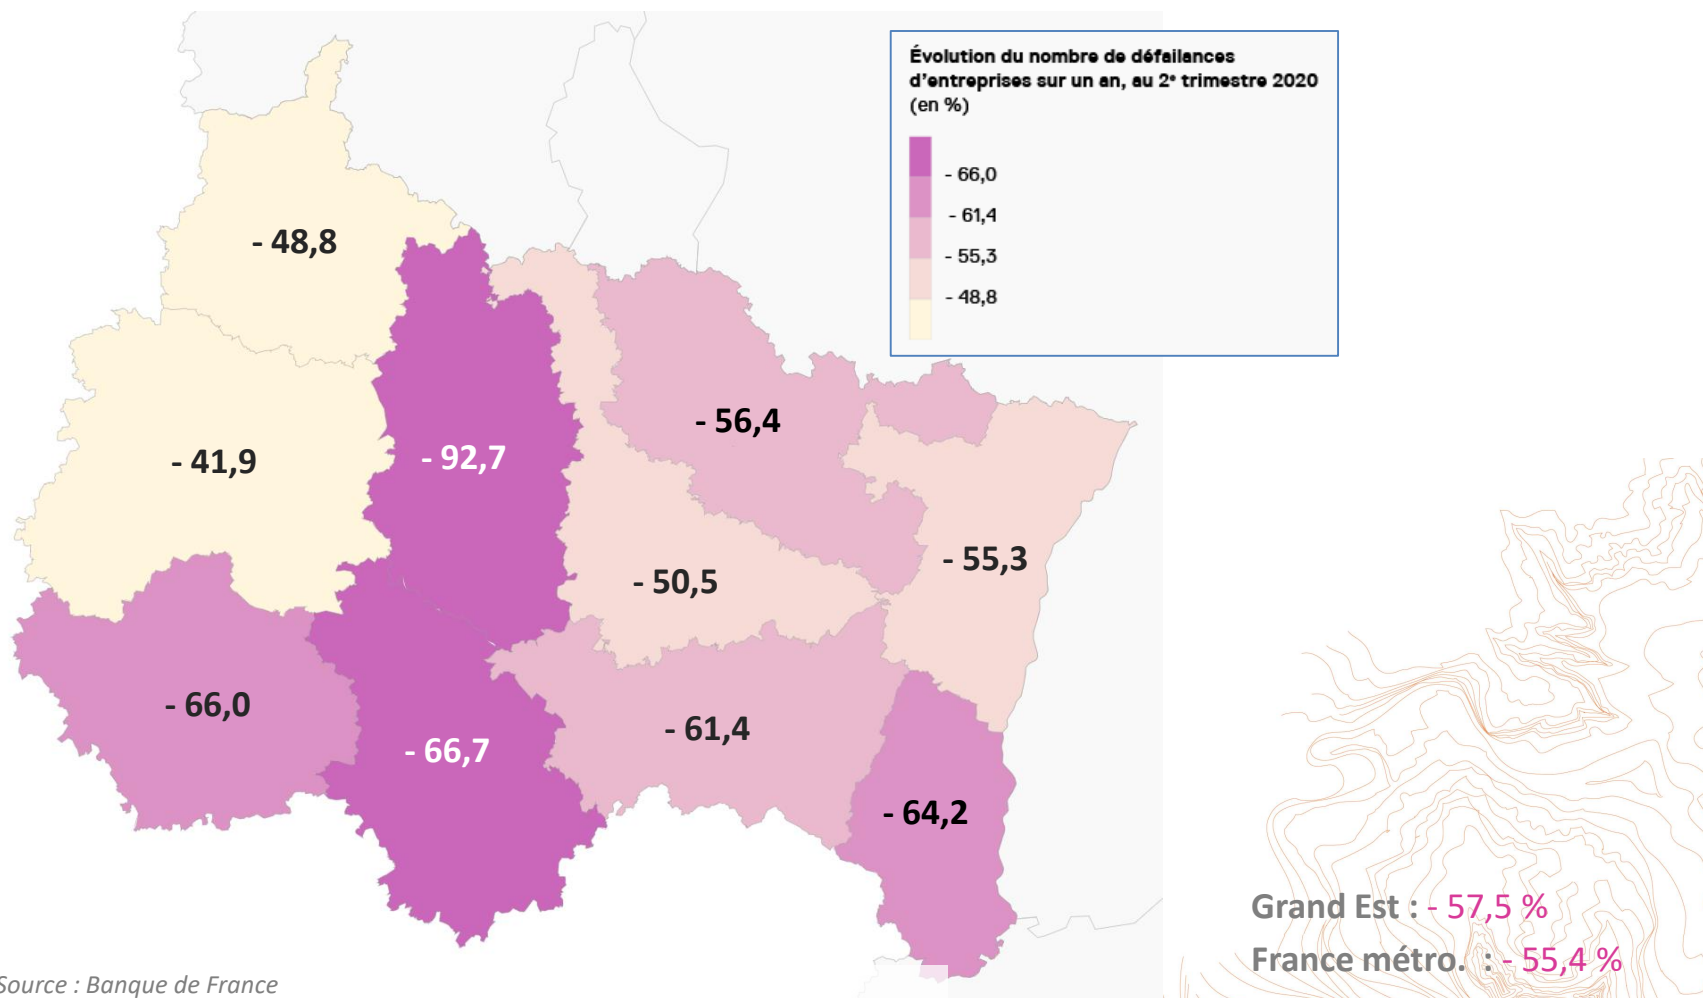 Évolution du nombre de défailances
d'entreprises sur un an, au 2e trimestre 2020
(en %)
- 66,0
- 61,4
- 55,3
- 48,8
- 48,8
- 56,4
- 41,9
- 92,7
- 55,3
- 50,5
- 66,0
- 61,4
- 66,7
- 64,2
Grand Est : - 57,5 %
France métro. : - 55,4 %
Source : Banque de France